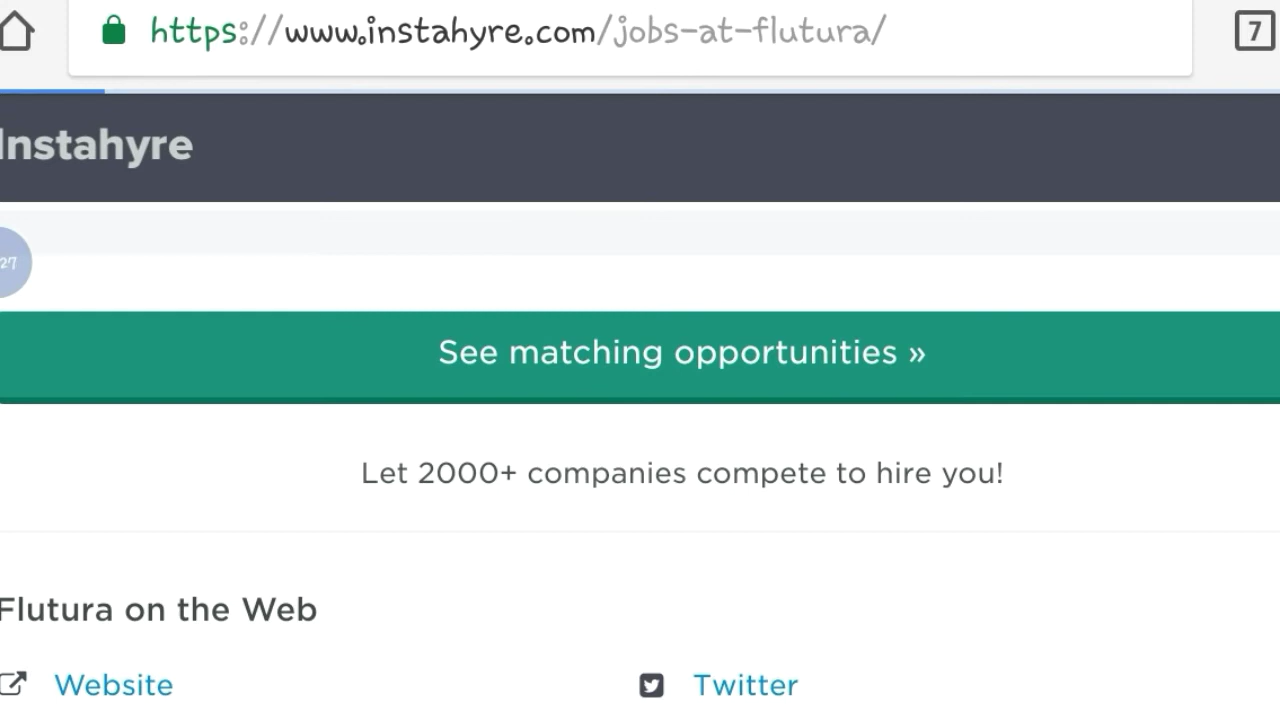 https://www.instahyre.com/jobs-at-flutura/
7
Instahyre
27
See matching opportunities »
Let 2000+ companies compete to hire you!
Flutura on the Web
Website
Twitter